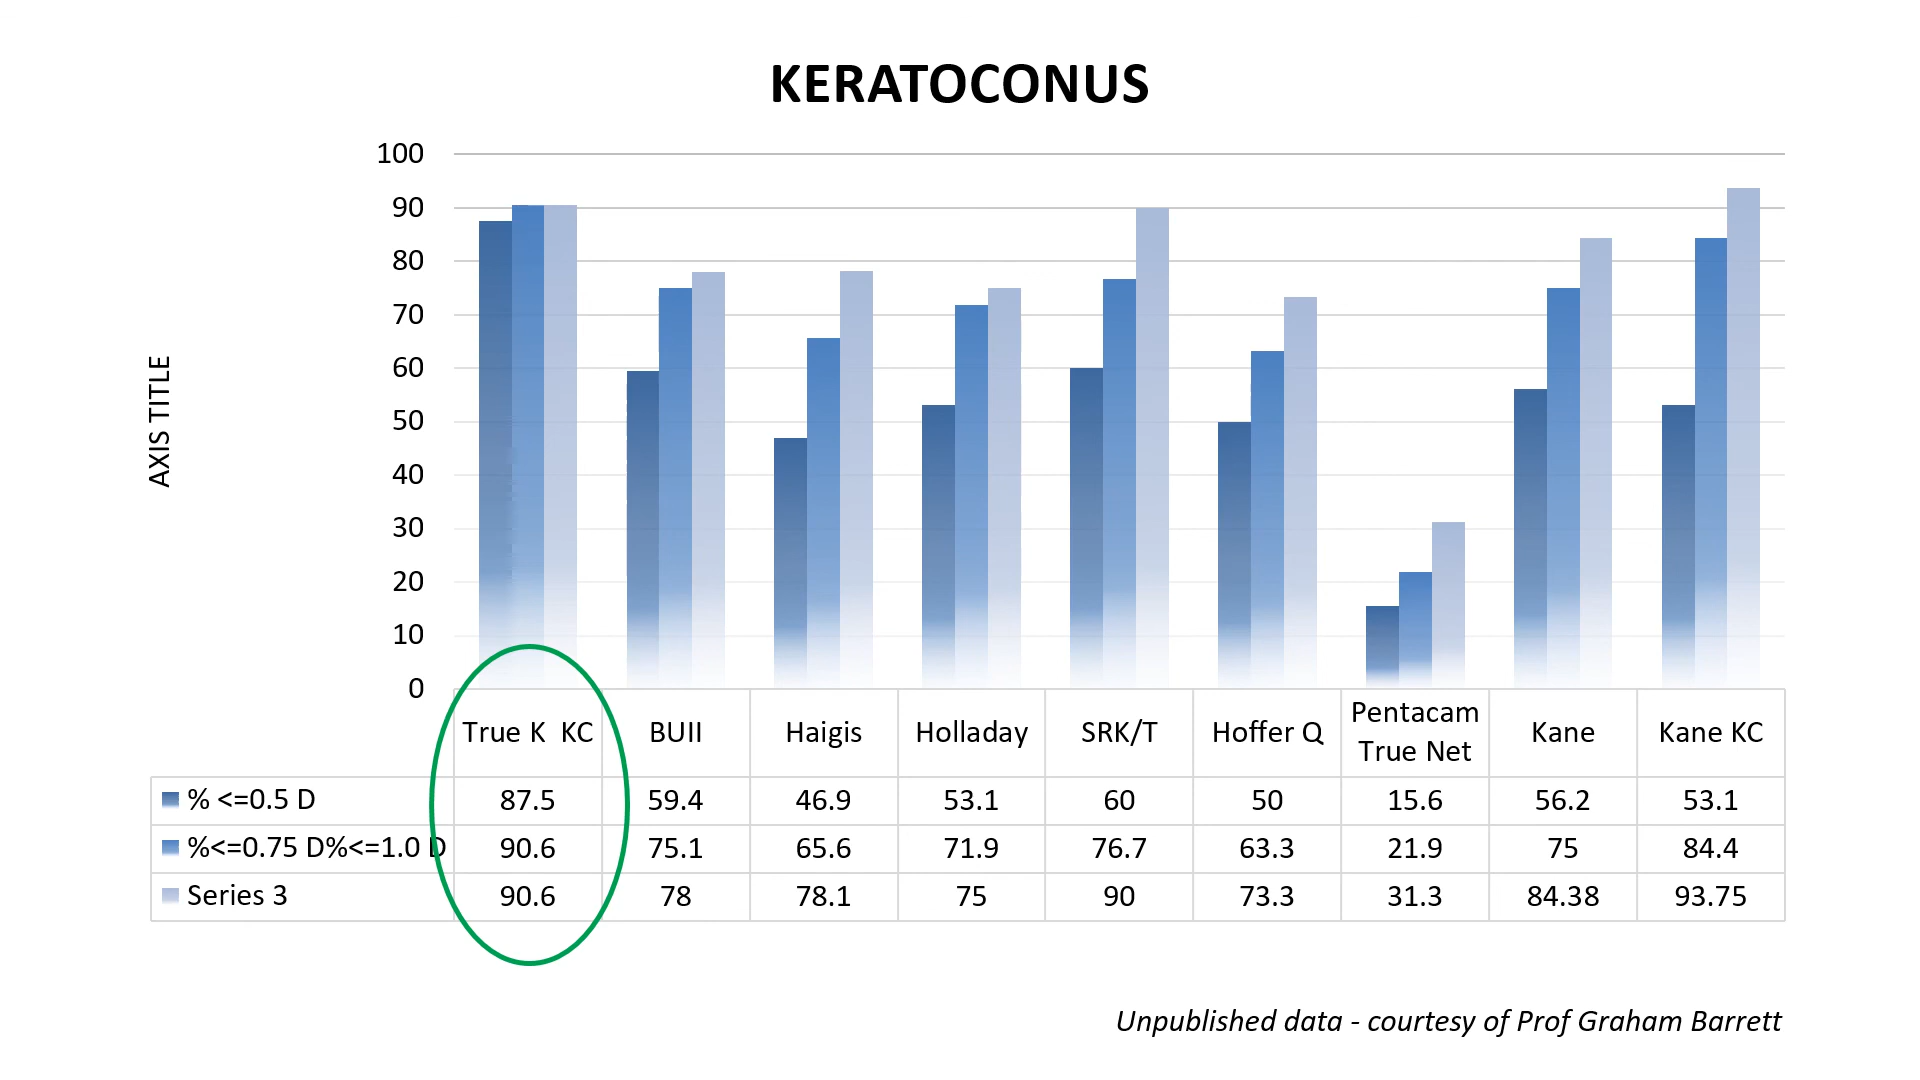 KERATOCONUS
100
90
80
70
60
50
40
30
20
10
0
AXIS TITLE
True K KC BUII Haigis Holladay SRK/T Hoffer Q Pentacam True Net Kane Kane KC
% <=0.5 D 87.5 59.4 46.9 53.1 60 50 15.6 56.2 53.1
%<=0.75 D%<=1.0 D 90.6 75.1 65.6 71.9 76.7 63.3 21.9 75 84.4
Series 3 90.6 78 78.1 75 90 73.3 31.3 84.38 93.75
Unpublished data - courtesy of Prof Graham Barrett